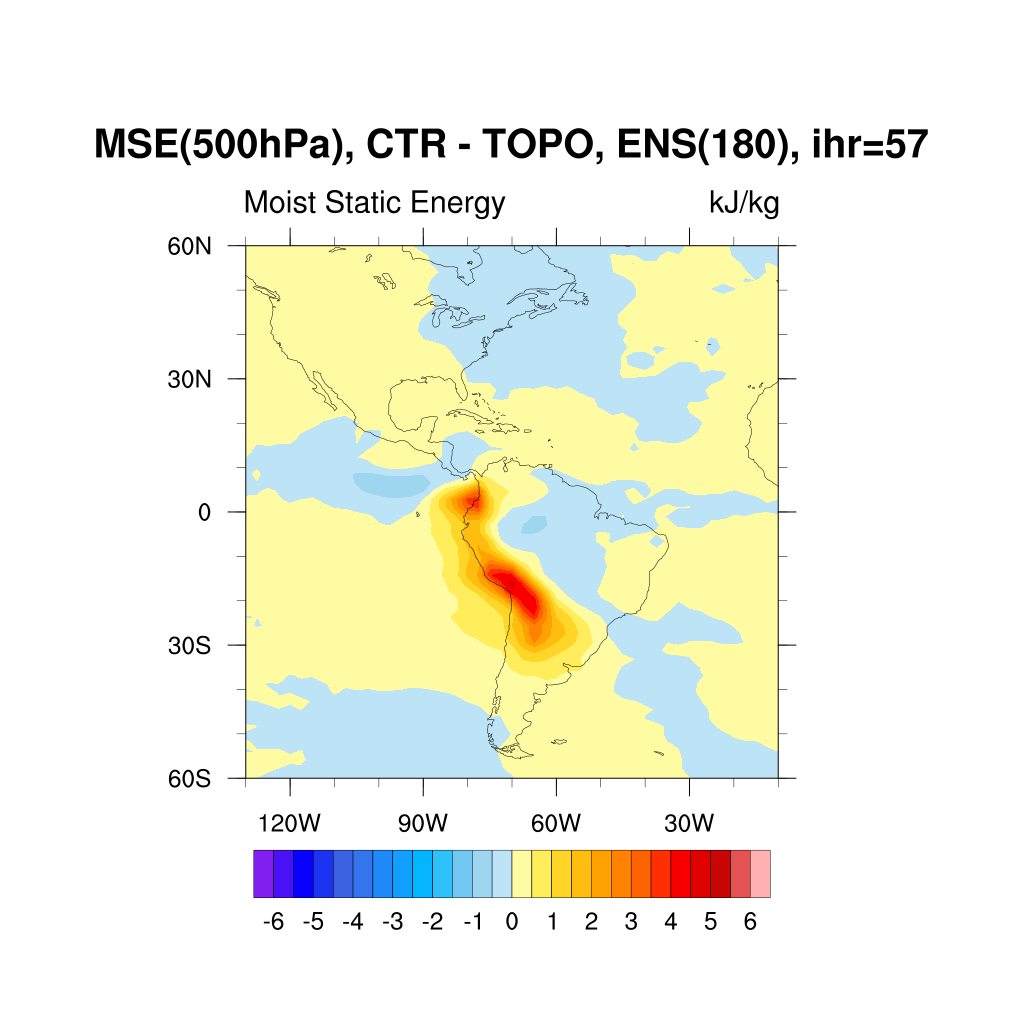 MSE(500hPa), CTR - TOPO, ENS(180), ihr=57
Moist Static Energy kJ/kg
60N
30N
0
30S
60S
120W 90W 60W 30W
-6 -5 -4 -3 -2 -1 0 1 2 3 4 5 6